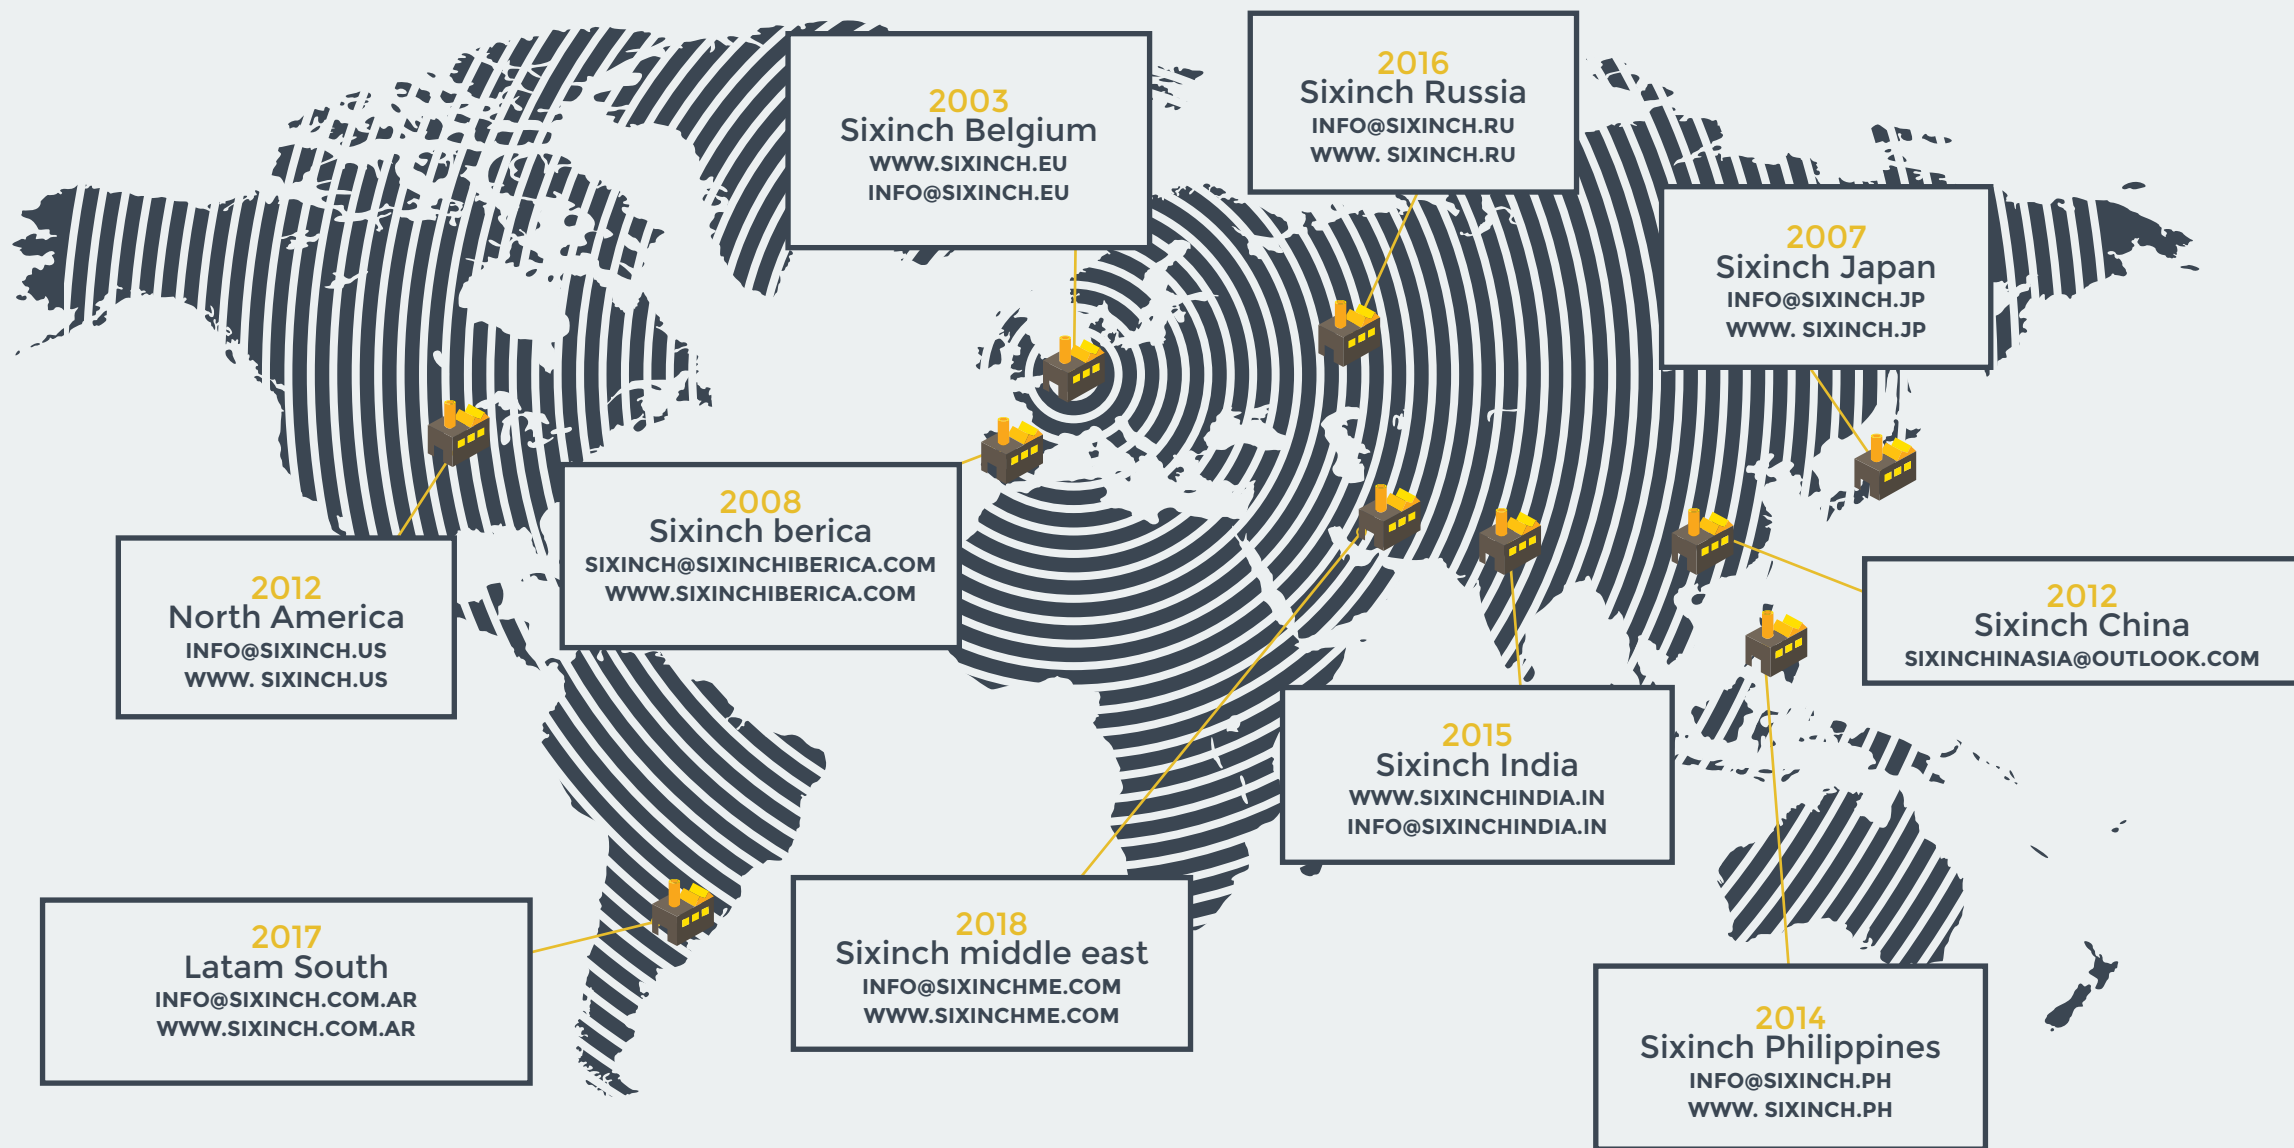 2003
Sixinch Belgium
WWW.SIXINCH.EU
INFO@SIXINCH.EU
2016
Sixinch Russia
INFO@SIXINCH.RU
WWW. SIXINCH.RU
2007
Sixinch Japan
INFO@SIXINCH.JP
WWW. SIXINCH.JP
2008
Sixinch berica
SIXINCH@SIXINCHIBERICA.COM
WWW.SIXINCHIBERICA.COM
2012
North America
INFO@SIXINCH.US
WWW. SIXINCH.US
2012
Sixinch China
SIXINCHINASIA@OUTLOOK.COM
2015
Sixinch India
WWW.SIXINCHINDIA.IN
INFO@SIXINCHINDIA.IN
2017
Latam South
INFO@SIXINCH.COM.AR
WWW.SIXINCH.COM.AR
2018
Sixinch middle east
INFO@SIXINCHME.COM
WWW.SIXINCHME.COM
2014
Sixinch Philippines
INFO@SIXINCH.PH
WWW. SIXINCH.PH